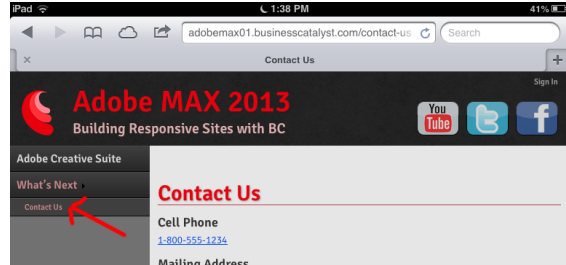 iPad 1:38 PM 41%
adobemax01.businesscatalyst.com/contact-us Search
Contact Us
Sign In
Adobe MAX 2013
Building Responsive Sites with BC
You
Tube
Adobe Creative Suite
What's Next
Contact Us
Contact Us
Cell Phone
1-800-555-1234
Mailing Address